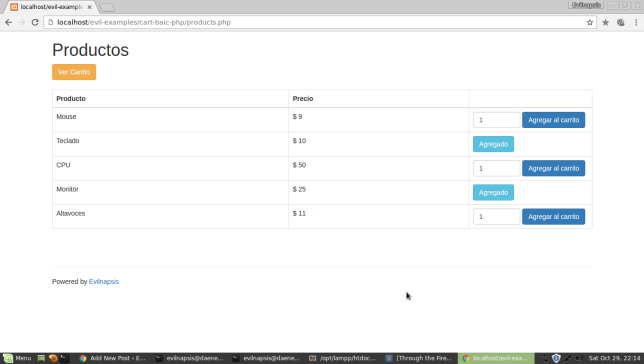 localhost/evil-example
Evilnapsis
localhost/evil-examples/cart-baic-php/products.php
Productos
Ver Carrito
Producto Precio
Mouse $ 9 1 Agregar al carrito
Teclado $ 10 Agregado
CPU $ 50 1 Agregar al carrito
Monitor $ 25 Agregado
Altavoces $ 11 1 Agregar al carrito
Powered by Evilnapsis
Menu Add New Post ‹ E... evilnapsis@daene... evilnapsis@daene... /opt/lampp/htdoc... [Through the Fire... localhost/evil-exa... Sat Oct 29, 22:14